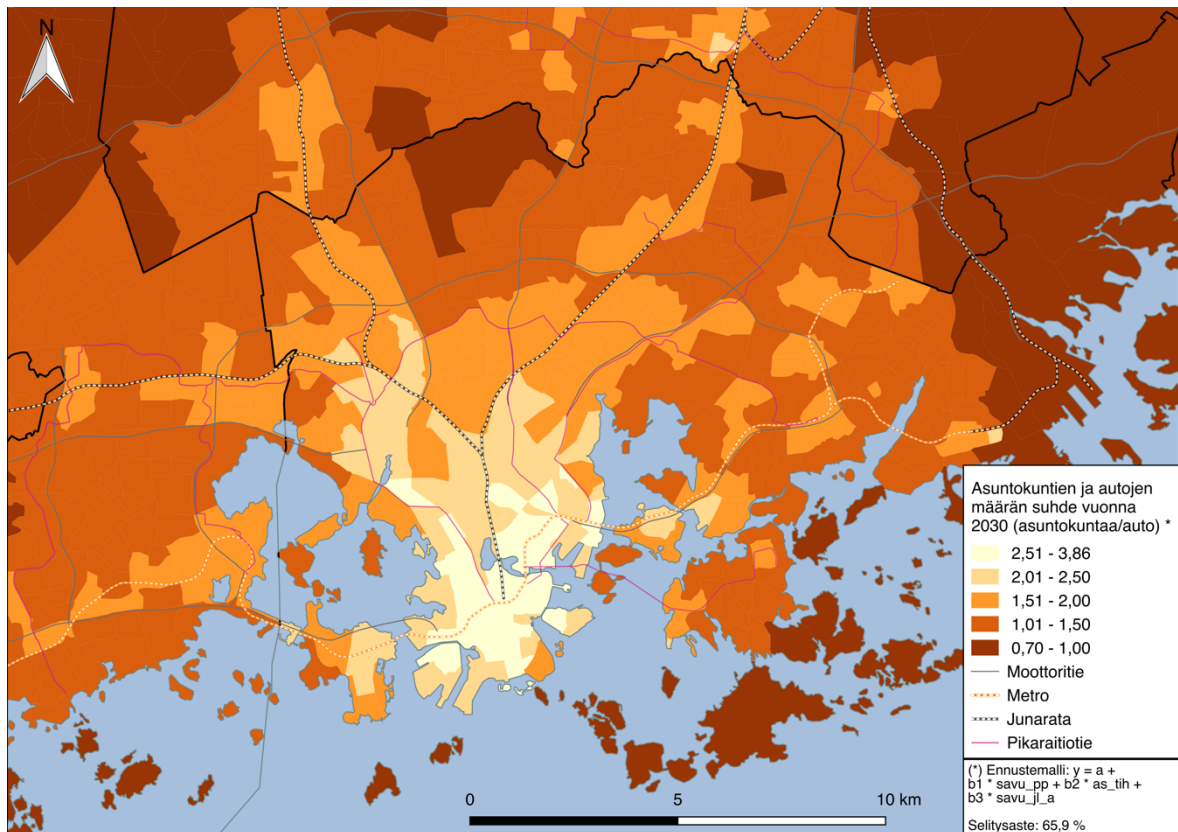 N
Asuntokuntien ja autojen
määrän suhde vuonna
2030 (asuntokuntaa/auto) *
2,51 - 3,86
2,01 - 2,50
1,51 - 2,00
1,01 - 1,50
0,70 - 1,00
Moottoritie
Metro
Junarata
Pikaraitiotie
(*) Ennustemalli: y = a +
b1 * savu_pp + b2 * as_tih +
b3 * savu_jl_a
Selitysaste: 65,9 %
0 5 10 km